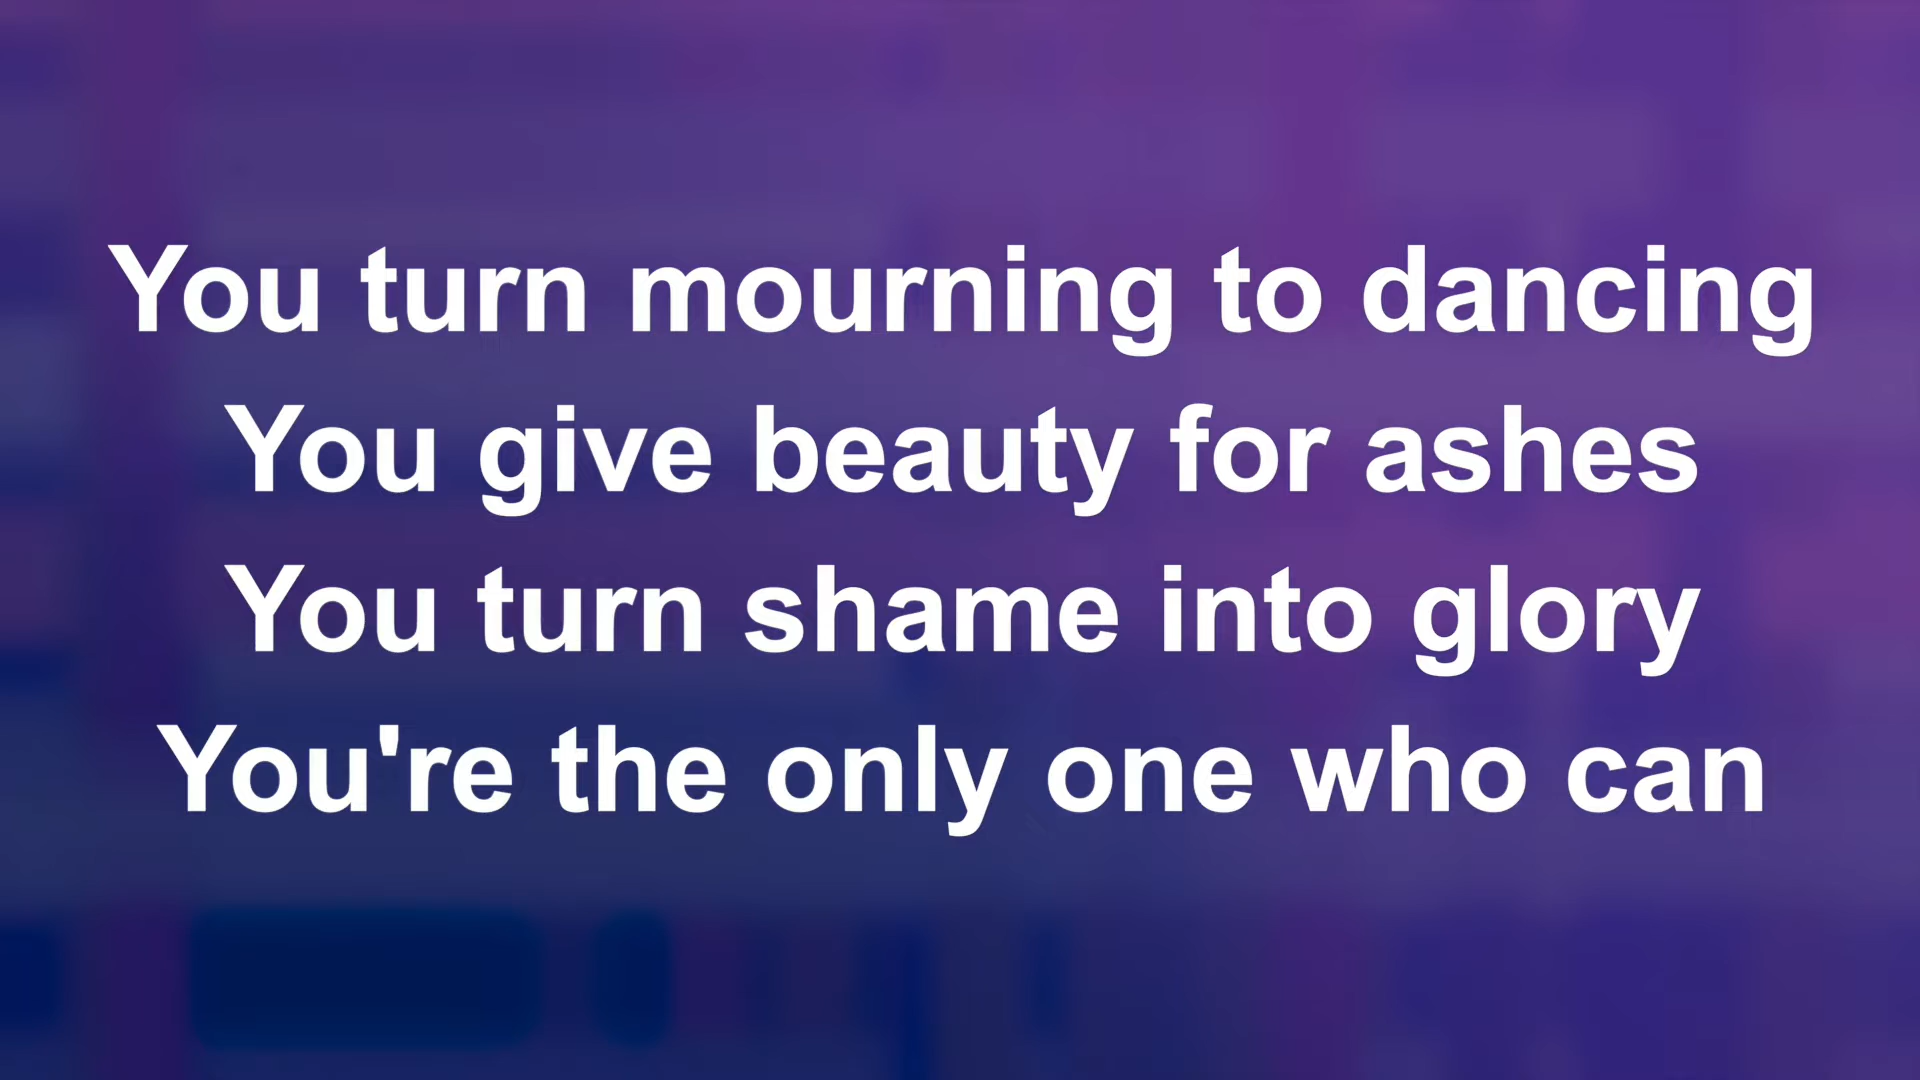 You turn mourning to dancing
You give beauty for ashes
You turn shame into glory
You're the only one who can